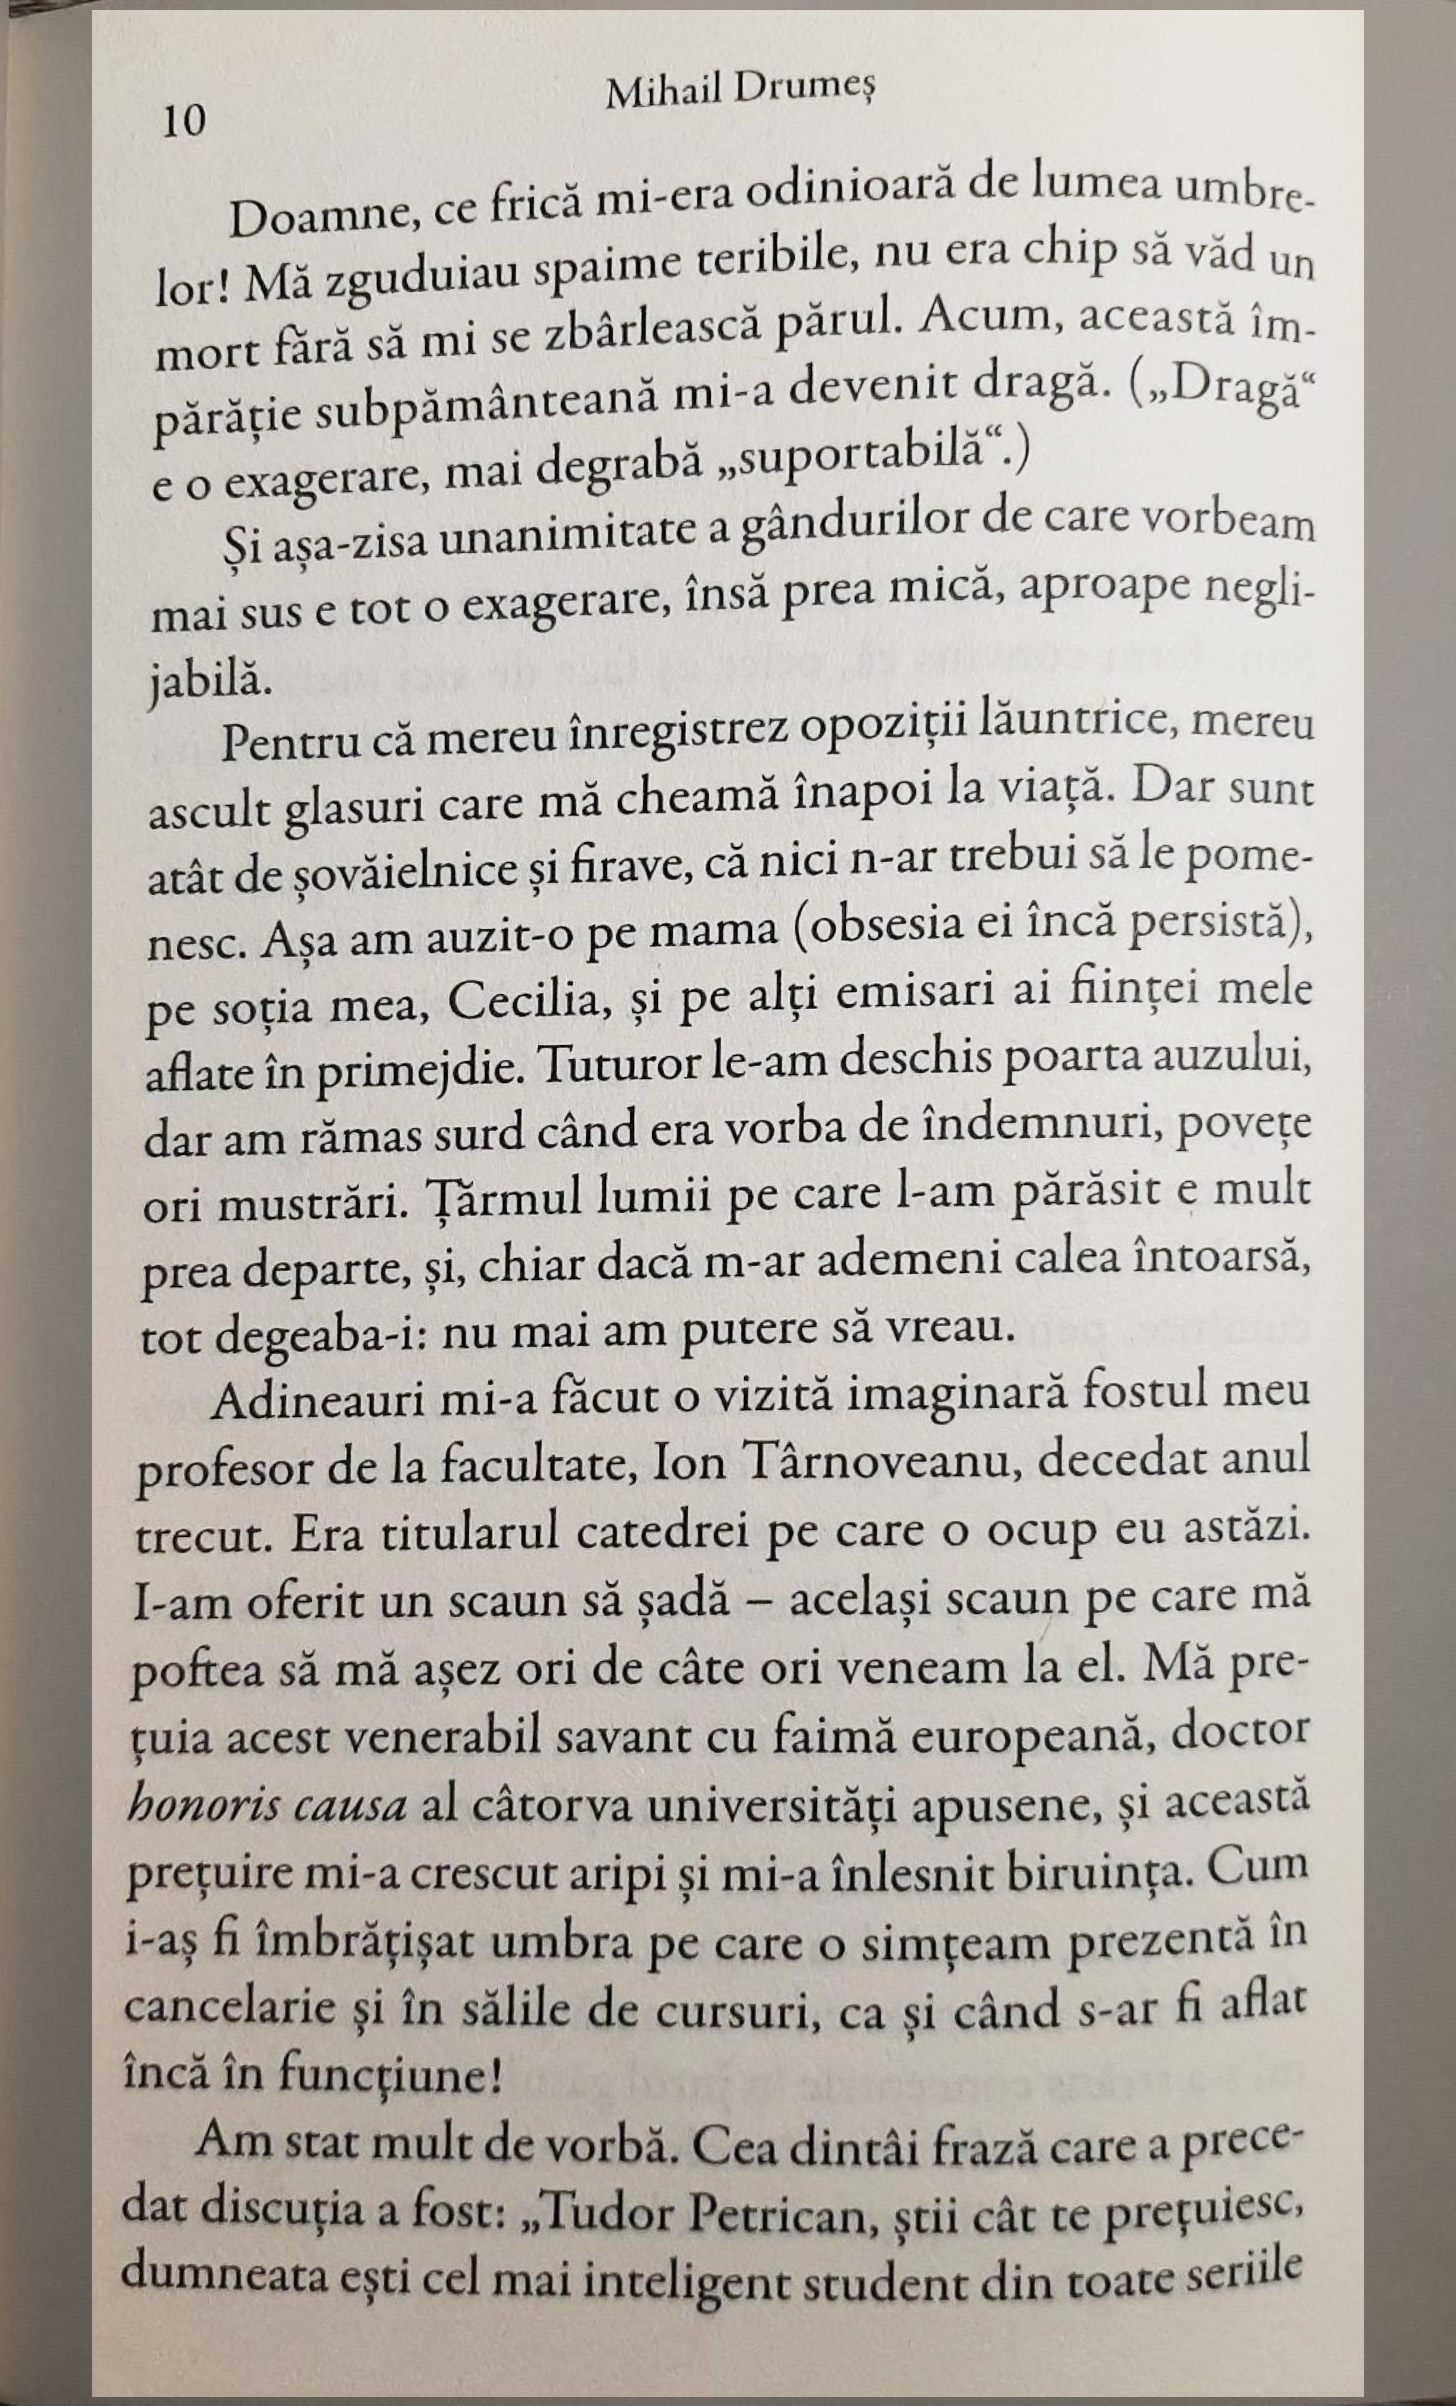 10
Mihail Drumeș
Doamne, ce frică mi-era odinioară de lumea umbre-
lor! Mă zguduiau spaime teribile, nu era chip să văd un
mort fără să mi se zbârlească părul. Acum, această îm-
părăție subpământeană mi-a devenit dragă. („Dragă“
e o exagerare, mai degrabă „suportabilă“.)
Și așa-zisa unanimitate a gândurilor de care vorbeam
mai sus e tot o exagerare, însă prea mică, aproape negli-
jabilă.
Pentru că mereu înregistrez opoziții lăuntrice, mereu
ascult glasuri care mă cheamă înapoi la viață. Dar sunt
atât de șovăielnice și firave, că nici n-ar trebui să le pome-
nesc. Așa am auzit-o pe mama (obsesia ei încă persistă),
pe soția mea, Cecilia, și pe alți emisari ai ființei mele
aflate în primejdie. Tuturor le-am deschis poarta auzului,
dar am rămas surd când era vorba de îndemnuri, povețe
ori mustrări. Țărmul lumii pe care l-am părăsit e mult
prea departe, și, chiar dacă m-ar ademeni calea întoarsă,
tot degeaba-i: nu mai am putere să vreau.
Adineauri mi-a făcut o vizită imaginară fostul meu
profesor de la facultate, Ion Târnoveanu, decedat anul
trecut. Era titularul catedrei pe care o ocup eu astăzi.
I-am oferit un scaun să șadă – același scaun pe care mă
poftea să mă așez ori de câte ori veneam la el. Mă pre-
țuia acest venerabil savant cu faimă europeană, doctor
honoris causa al câtorva universități apusene, și această
prețuire mi-a crescut aripi și mi-a înlesnit biruința. Cum
i-aș fi îmbrățișat umbra pe care o simțeam prezentă în
cancelarie și în sălile de cursuri, ca și când s-ar fi aflat
încă în funcțiune!
Am stat mult de vorbă. Cea dintâi frază care a prece-
dat discuția a fost: „Tudor Petrican, știi cât te prețuiesc,
dumneata ești cel mai inteligent student din toate seriile